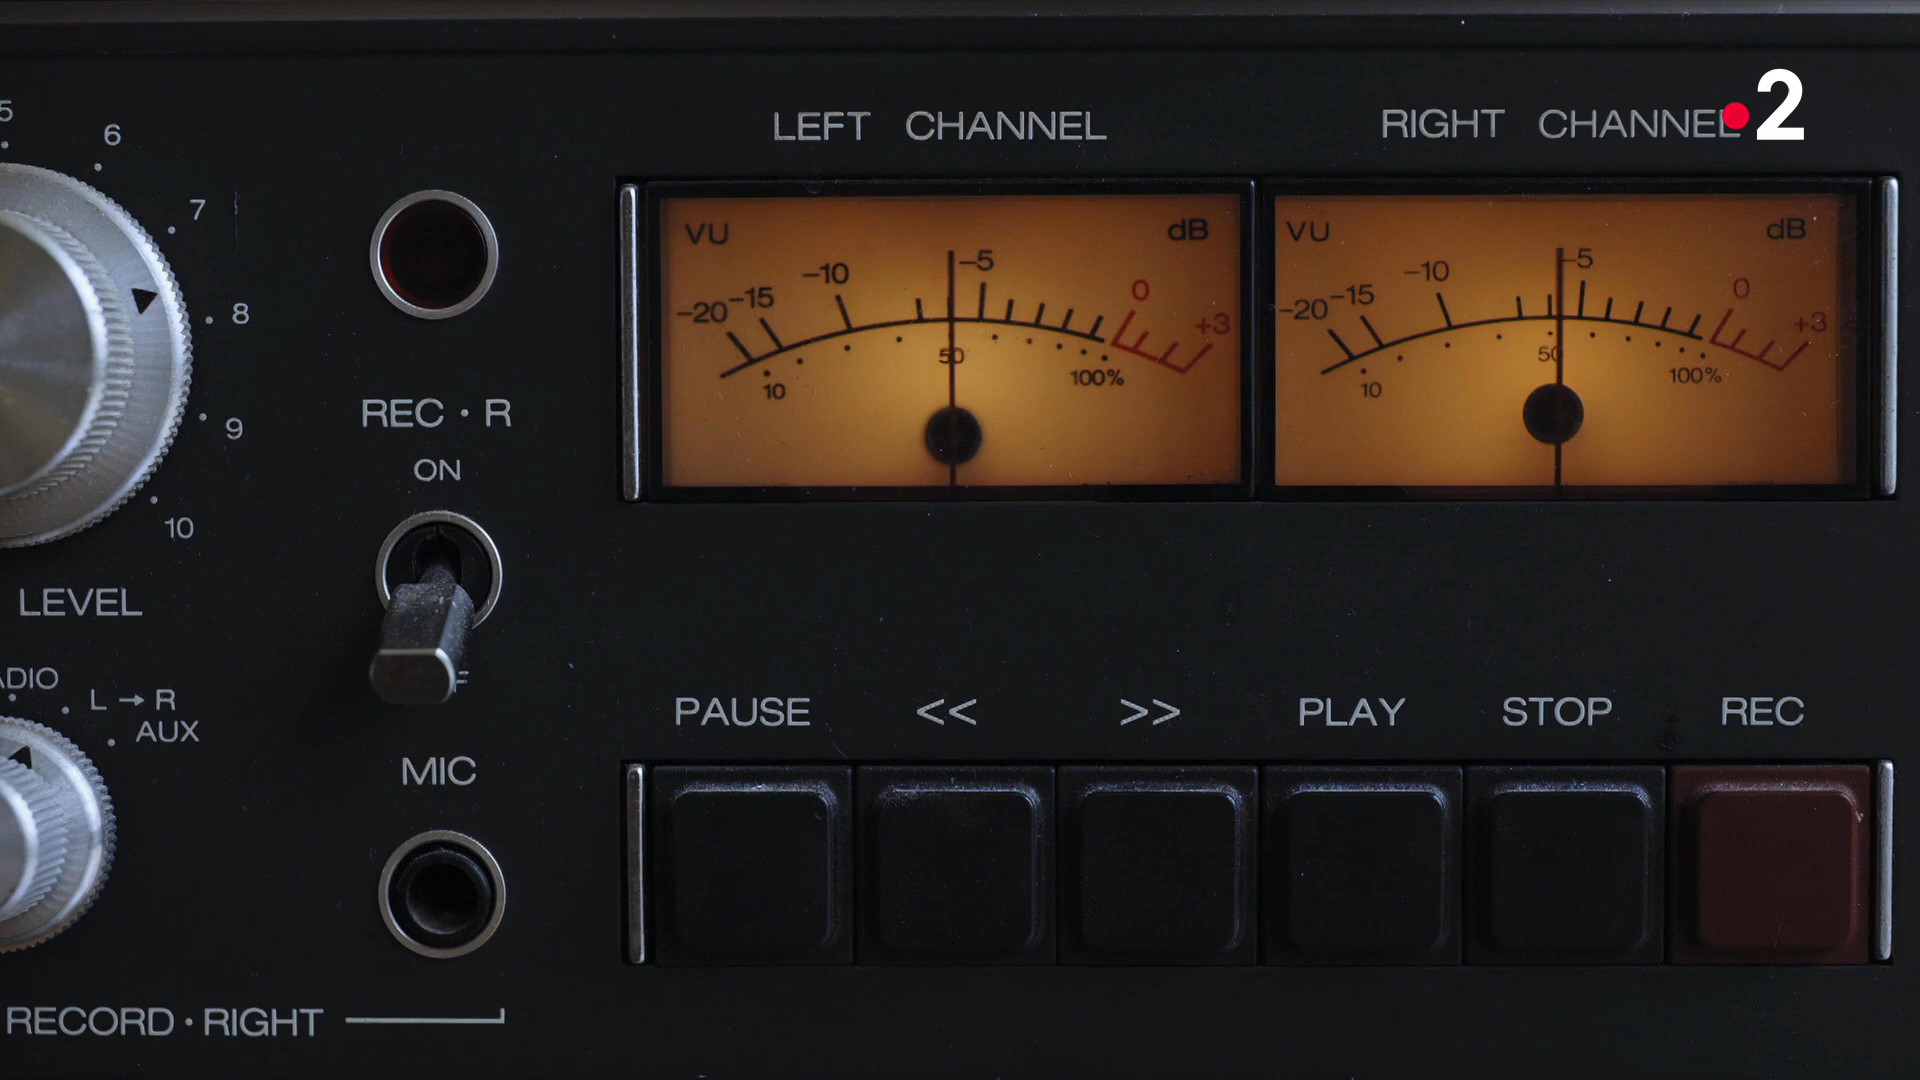 2
LEFT CHANNEL
RIGHT CHANNEL
5
6
7
8
9
10
LEVEL
REC · R
ON
VU
dB
-20 -15 -10 -5 0 +3
10 50 100%
VU
dB
-20 -15 -10 -5 0 +3
10 50 100%
L → R
AUX
MIC
PAUSE << >> PLAY STOP REC
RECORD · RIGHT